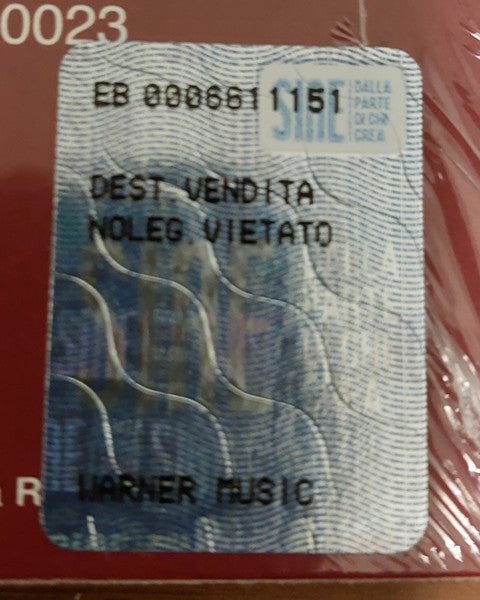 0023
EB 0006611151
SIAE
DALLA
PARTE
DI CHI
CREA
DEST.VENDITA
NOLEG.VIETATO
R
WARNER MUSIC